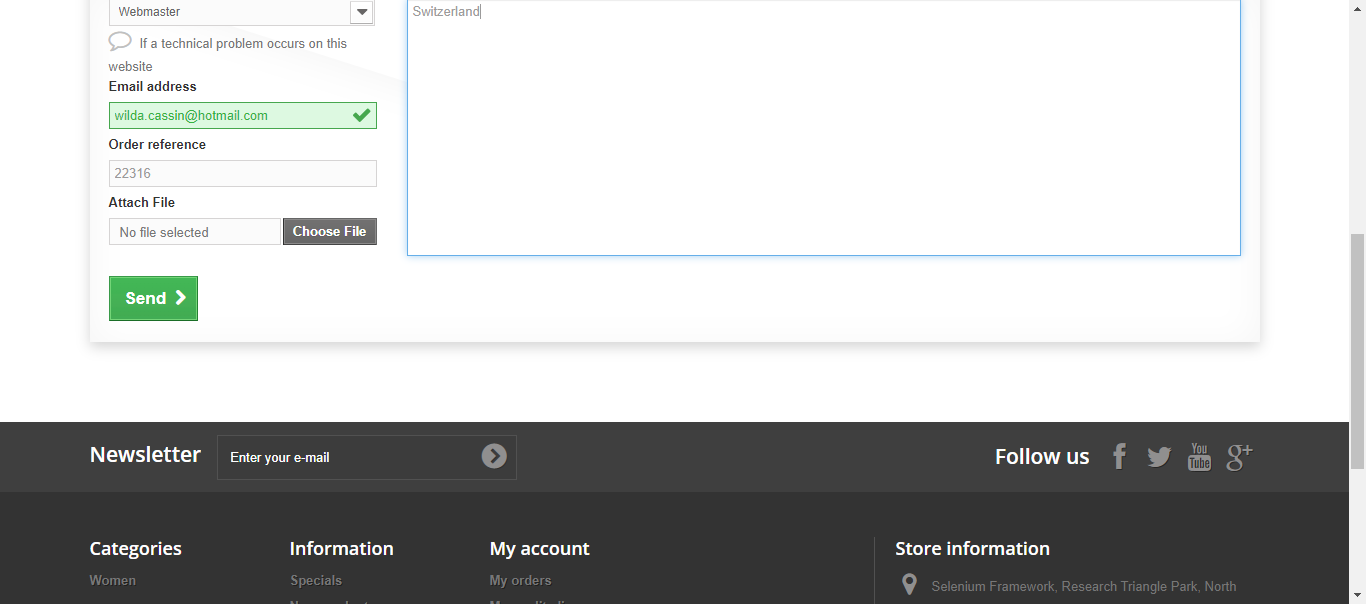 Webmaster
Switzerland
If a technical problem occurs on this
website
Email address
wilda.cassin@hotmail.com
Order reference
22316
Attach File
No file selected
Choose File
Send
Newsletter
Enter your e-mail
Follow us
You
Tube
g+
Categories
Information
My account
Store information
Women
Specials
My orders
Selenium Framework, Research Triangle Park, North